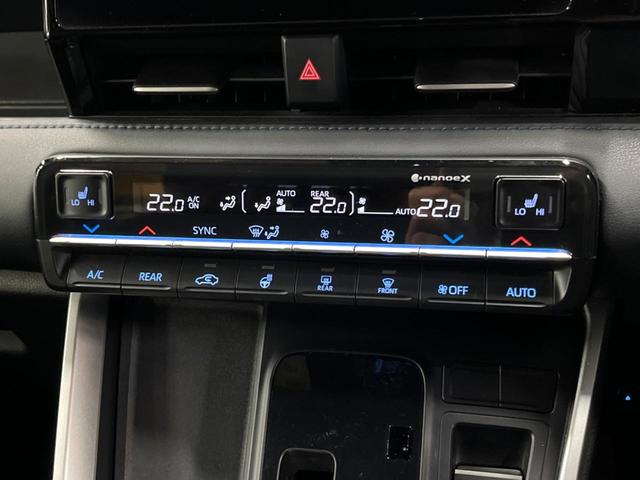 nanoeX
LO HI
22.0 A/C ON
AUTO
REAR 22.0
AUTO 22.0
LO HI
SYNC
A/C
REAR
REAR
FRONT
OFF
AUTO